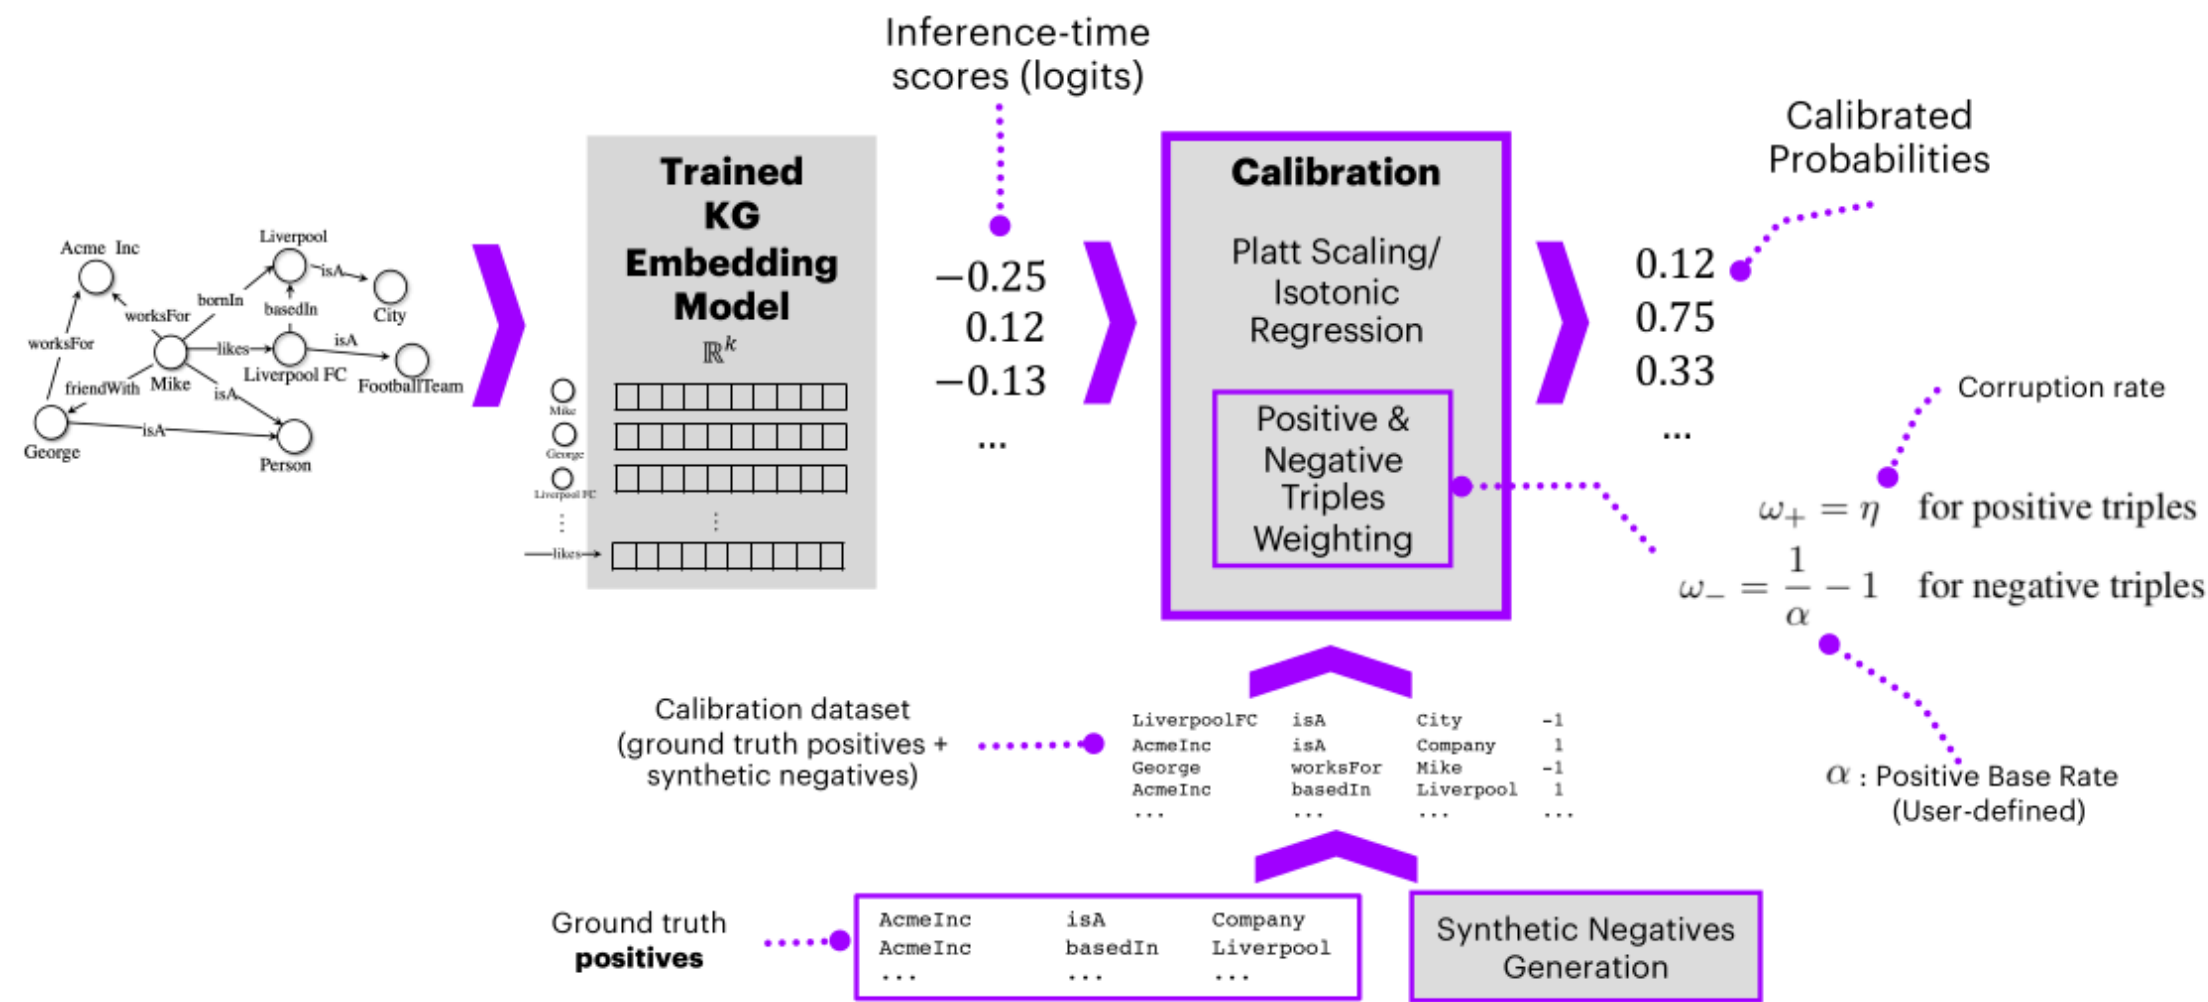 Inference-time
scores (logits)
Calibrated
Probabilities
Trained
KG
Embedding
Model
ℝ^k
Calibration
Platt Scaling/
Isotonic
Regression
Positive &
Negative
Triples
Weighting
Acme Inc
Liverpool
isA
City
bornIn
basedIn
worksFor
worksFor
likes
isA
Mike
Liverpool FC
FootballTeam
friendWith
isA
isA
George
Person
Mike
George
Liverpool FC
⋮
⋮
likes
−0.25
0.12
−0.13
...
0.12
0.75
0.33
...
Corruption rate
ω₊ = η for positive triples
ω₋ = 1/α − 1 for negative triples
α : Positive Base Rate
(User-defined)
Calibration dataset
(ground truth positives +
synthetic negatives)
LiverpoolFC isA City -1
AcmeInc isA Company 1
George worksFor Mike -1
AcmeInc basedIn Liverpool 1
... ... ... ...
Ground truth
positives
AcmeInc isA Company
AcmeInc basedIn Liverpool
... ... ...
Synthetic Negatives
Generation